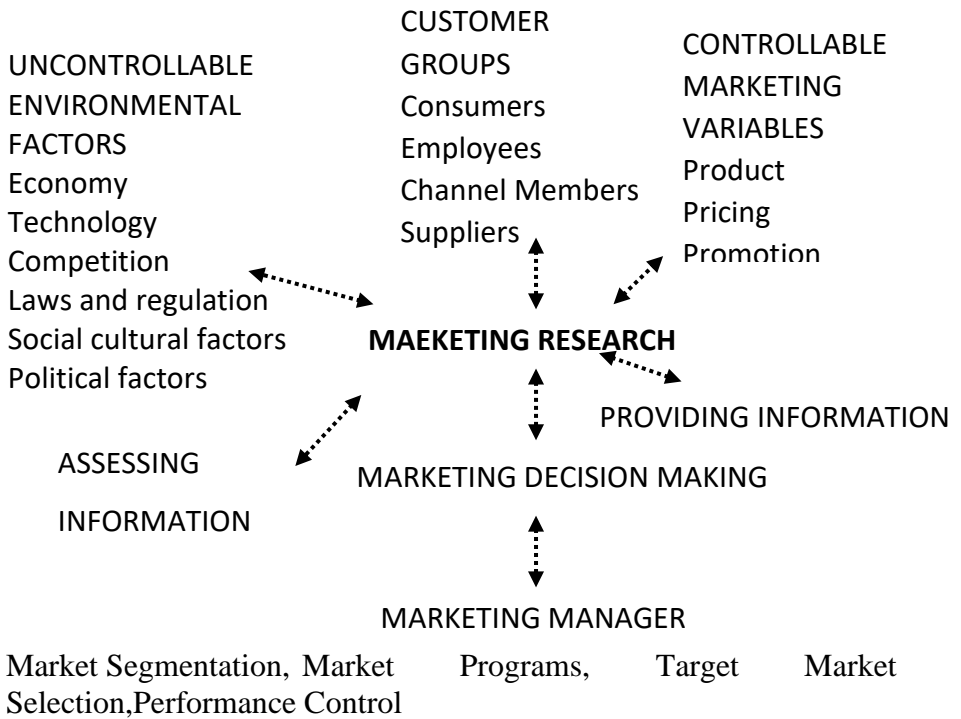 UNCONTROLLABLE
ENVIRONMENTAL
FACTORS
Economy
Technology
Competition
Laws and regulation
Social cultural factors
Political factors
CUSTOMER
GROUPS
Consumers
Employees
Channel Members
Suppliers
CONTROLLABLE
MARKETING
VARIABLES
Product
Pricing
Promotion
MAEKETING RESEARCH
ASSESSING
INFORMATION
PROVIDING INFORMATION
MARKETING DECISION MAKING
MARKETING MANAGER
Market Segmentation, Market Programs, Target Market
Selection,Performance Control